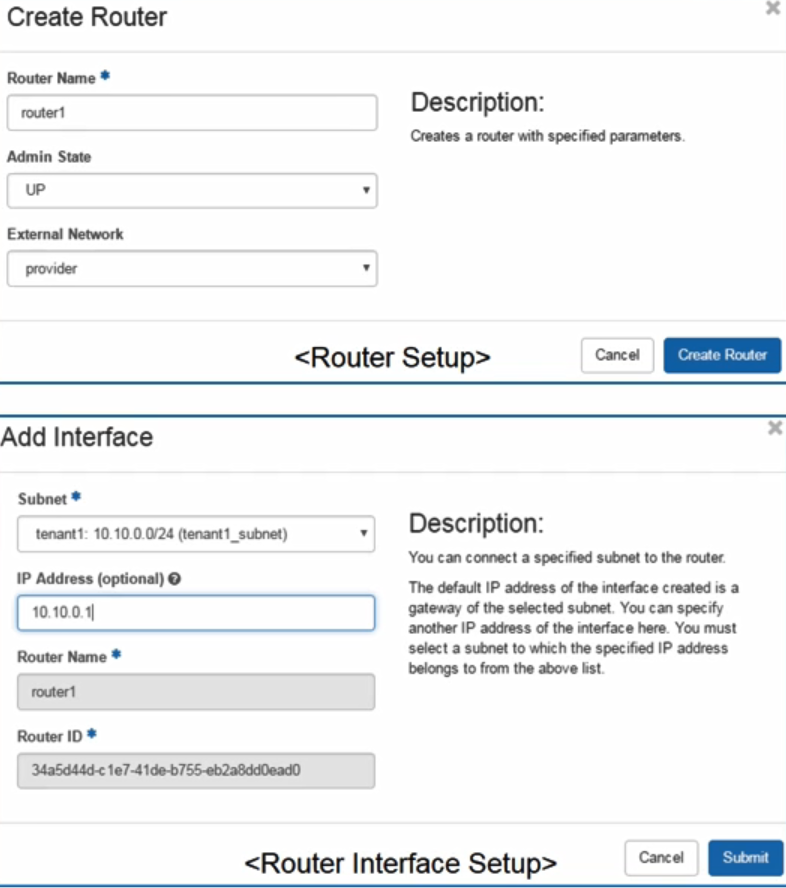 Create Router
×
Router Name *
router1
Description:
Creates a router with specified parameters.
Admin State
UP
External Network
provider
<Router Setup>
Cancel
Create Router
Add Interface
×
Subnet *
tenant1: 10.10.0.0/24 (tenant1_subnet)
IP Address (optional) ?
10.10.0.1
Router Name *
router1
Router ID *
34a5d44d-c1e7-41de-b755-eb2a8dd0ead0
Description:
You can connect a specified subnet to the router.
The default IP address of the interface created is a
gateway of the selected subnet. You can specify
another IP address of the interface here. You must
select a subnet to which the specified IP address
belongs to from the above list.
<Router Interface Setup>
Cancel
Submit